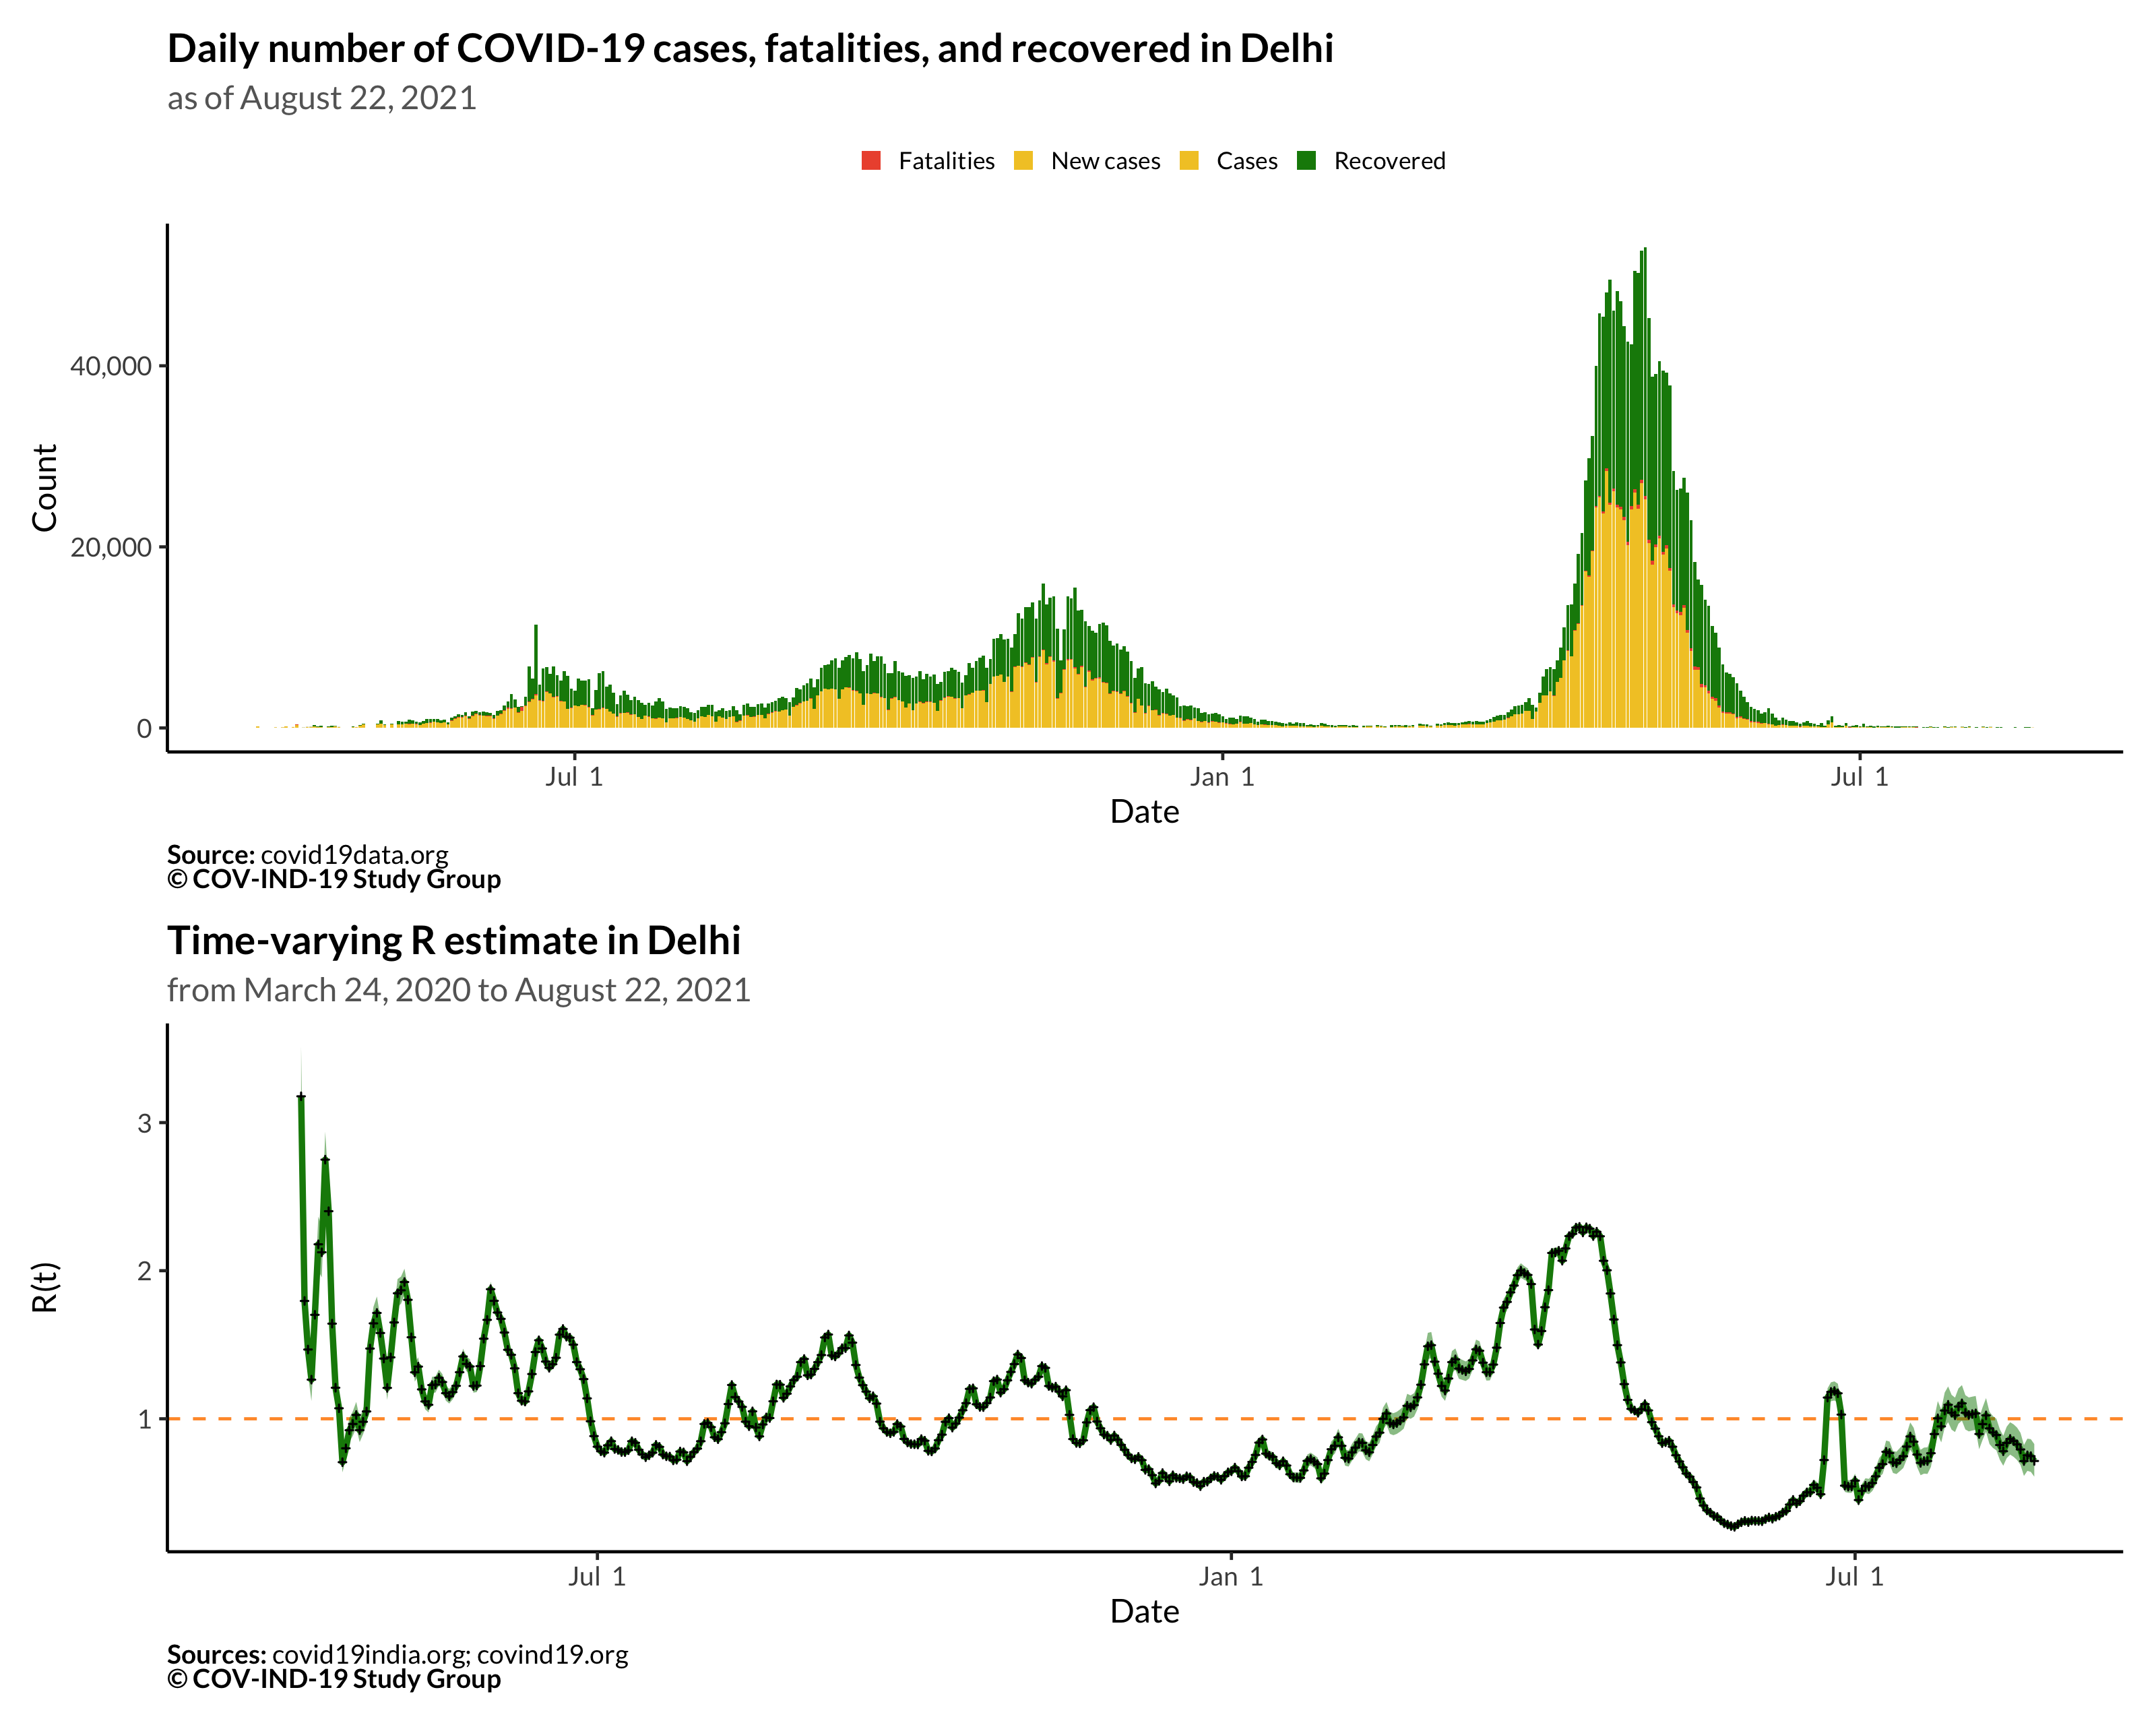 Daily number of COVID-19 cases, fatalities, and recovered in Delhi
as of August 22, 2021
Fatalities New cases Cases Recovered
Count
40,000
20,000
0
Jul 1 Jan 1 Jul 1
Date
Source: covid19data.org
© COV-IND-19 Study Group
Time-varying R estimate in Delhi
from March 24, 2020 to August 22, 2021
R(t)
3
2
1
Jul 1 Jan 1 Jul 1
Date
Sources: covid19india.org; covind19.org
© COV-IND-19 Study Group